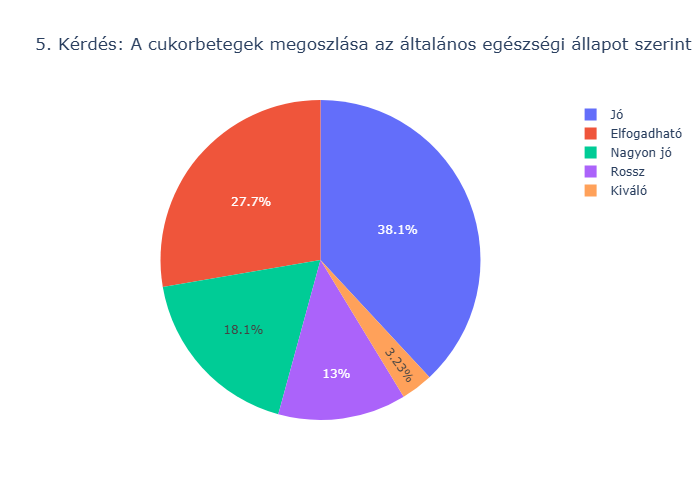 5. Kérdés: A cukorbetegek megoszlása az általános egészségi állapot szerint
Jó
Elfogadható
Nagyon jó
Rossz
Kiváló
27.7%
38.1%
18.1%
13%
3.23%